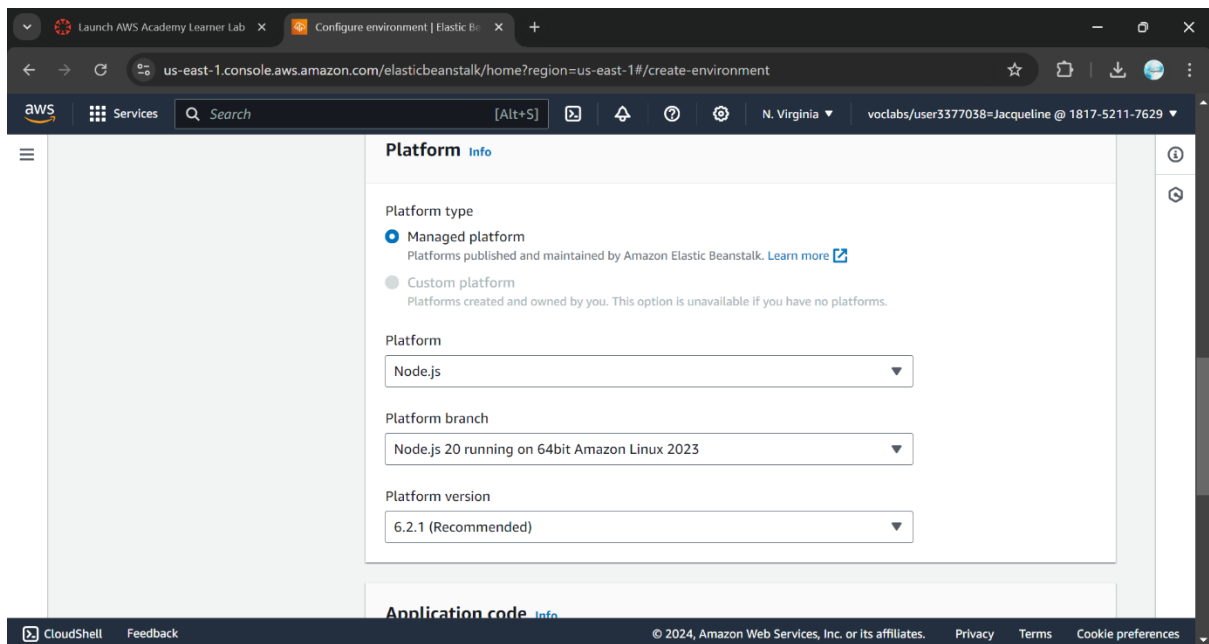 Launch AWS Academy Learner Lab
Configure environment | Elastic Be
us-east-1.console.aws.amazon.com/elasticbeanstalk/home?region=us-east-1#/create-environment
aws Services Search [Alt+S] N. Virginia voclabs/user3377038=Jacqueline @ 1817-5211-7629
Platform Info
Platform type
Managed platform
Platforms published and maintained by Amazon Elastic Beanstalk. Learn more
Custom platform
Platforms created and owned by you. This option is unavailable if you have no platforms.
Platform
Node.js
Platform branch
Node.js 20 running on 64bit Amazon Linux 2023
Platform version
6.2.1 (Recommended)
Application code Info
CloudShell Feedback © 2024, Amazon Web Services, Inc. or its affiliates. Privacy Terms Cookie preferences